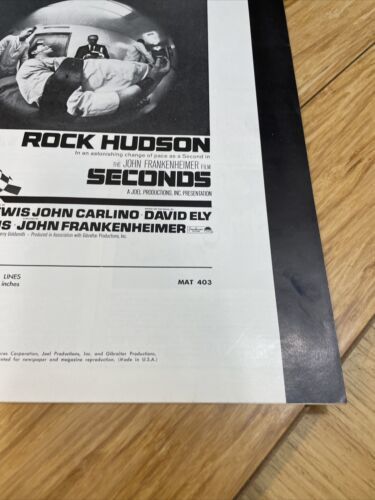 ROCK HUDSON
In an astonishing change of pace as a Second in
THE JOHN FRANKENHEIMER FILM
SECONDS
A JOEL PRODUCTIONS, INC. PRESENTATION
WIS JOHN CARLINO DAVID ELY
S JOHN FRANKENHEIMER
Goldsmith - Produced in Association with Gibraltar Productions, Inc.
LINES
inches
MAT 403
Corporation, Joel Productions, Inc. and Gibraltar Productions,
for newspaper and magazine reproduction. (Made in U.S.A.)